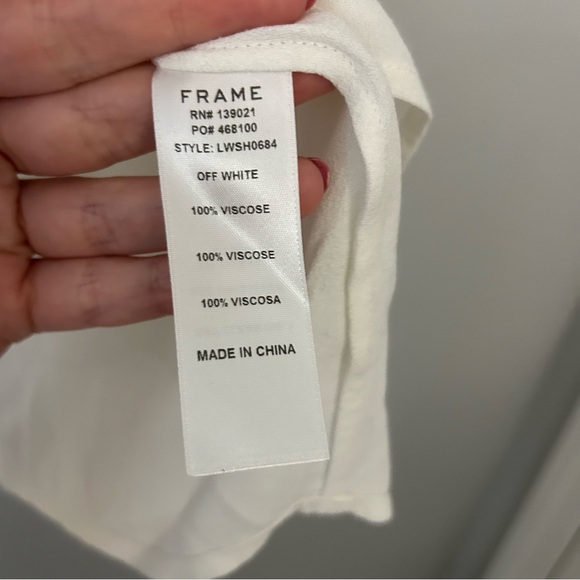 FRAME
RN# 139021
PO# 468100
STYLE: LWSH0684
OFF WHITE
100% VISCOSE
100% VISCOSE
100% VISCOSA
MADE IN CHINA